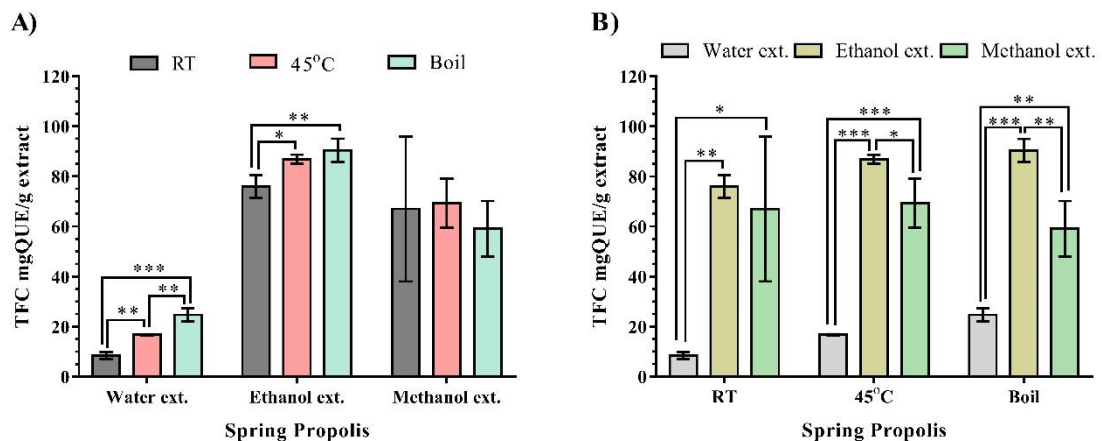 A)
RT 45°C Boil
TFC mgQUE/g extract
120
100
80
60
40
20
0
*** ** **
** *
Water ext. Ethanol ext. Methanol ext.
Spring Propolis
B)
Water ext. Ethanol ext. Methanol ext.
TFC mgQUE/g extract
120
100
80
60
40
20
0
* **
*** *** *
** *** **
RT 45°C Boil
Spring Propolis